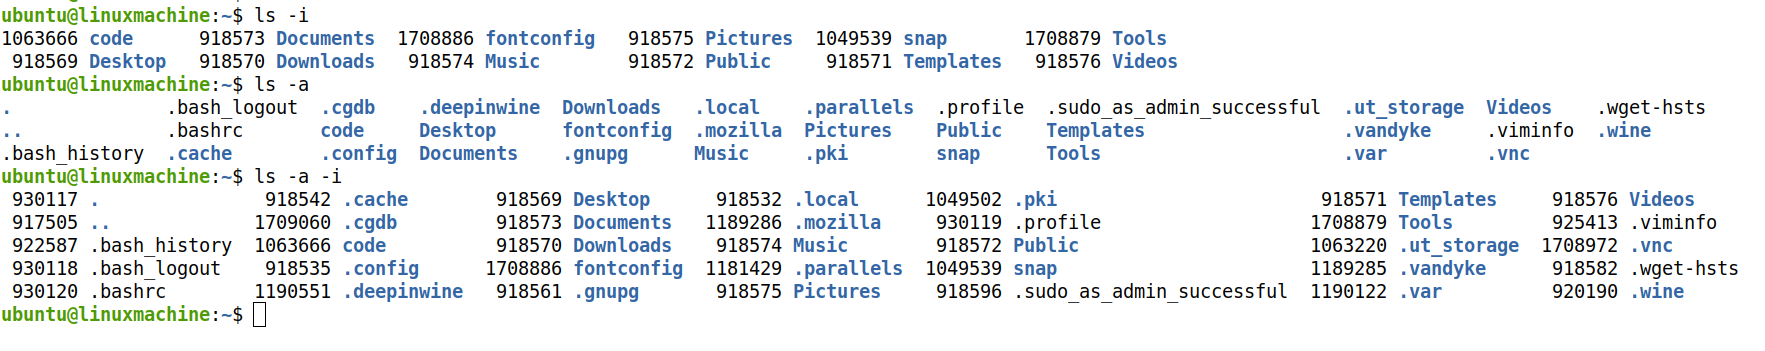 ubuntu@linuxmachine:~$ ls -i
1063666 code      918573 Documents  1708886 fontconfig   918575 Pictures  1049539 snap       1708879 Tools
 918569 Desktop   918570 Downloads   918574 Music        918572 Public     918571 Templates   918576 Videos
ubuntu@linuxmachine:~$ ls -a
.              .bash_logout  .cgdb    .deepinwine  Downloads   .local    .parallels  .profile  .sudo_as_admin_successful  .ut_storage  Videos    .wget-hsts
..             .bashrc       code     Desktop      fontconfig  .mozilla  Pictures    Public    Templates                  .vandyke     .viminfo  .wine
.bash_history  .cache        .config  Documents    .gnupg      Music     .pki        snap      Tools                      .var         .vnc
ubuntu@linuxmachine:~$ ls -a -i
 930117 .               918542 .cache        918569 Desktop      918532 .local      1049502 .pki                        918571 Templates     918576 Videos
 917505 ..             1709060 .cgdb         918573 Documents   1189286 .mozilla     930119 .profile                   1708879 Tools         925413 .viminfo
 922587 .bash_history  1063666 code          918570 Downloads    918574 Music        918572 Public                     1063220 .ut_storage  1708972 .vnc
 930118 .bash_logout    918535 .config      1708886 fontconfig  1181429 .parallels  1049539 snap                       1189285 .vandyke      918582 .wget-hsts
 930120 .bashrc        1190551 .deepinwine   918561 .gnupg       918575 Pictures     918596 .sudo_as_admin_successful  1190122 .var          920190 .wine
ubuntu@linuxmachine:~$